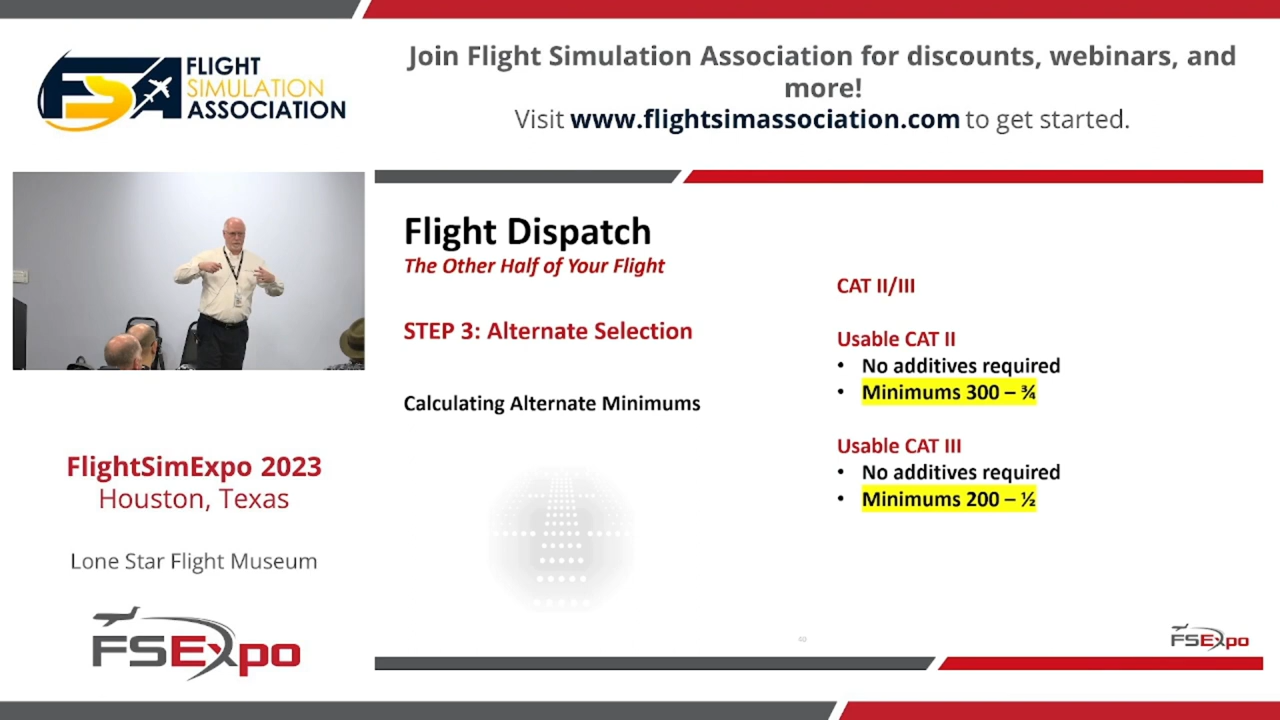 FLIGHT
SIMULATION
ASSOCIATION
FSA
Join Flight Simulation Association for discounts, webinars, and
more!
Visit www.flightsimassociation.com to get started.
Flight Dispatch
The Other Half of Your Flight
STEP 3: Alternate Selection
Calculating Alternate Minimums
CAT II/III
Usable CAT II
• No additives required
• Minimums 300 – ¾
Usable CAT III
• No additives required
• Minimums 200 – ½
40
FSExpo
FlightSimExpo 2023
Houston, Texas
Lone Star Flight Museum
FSExpo